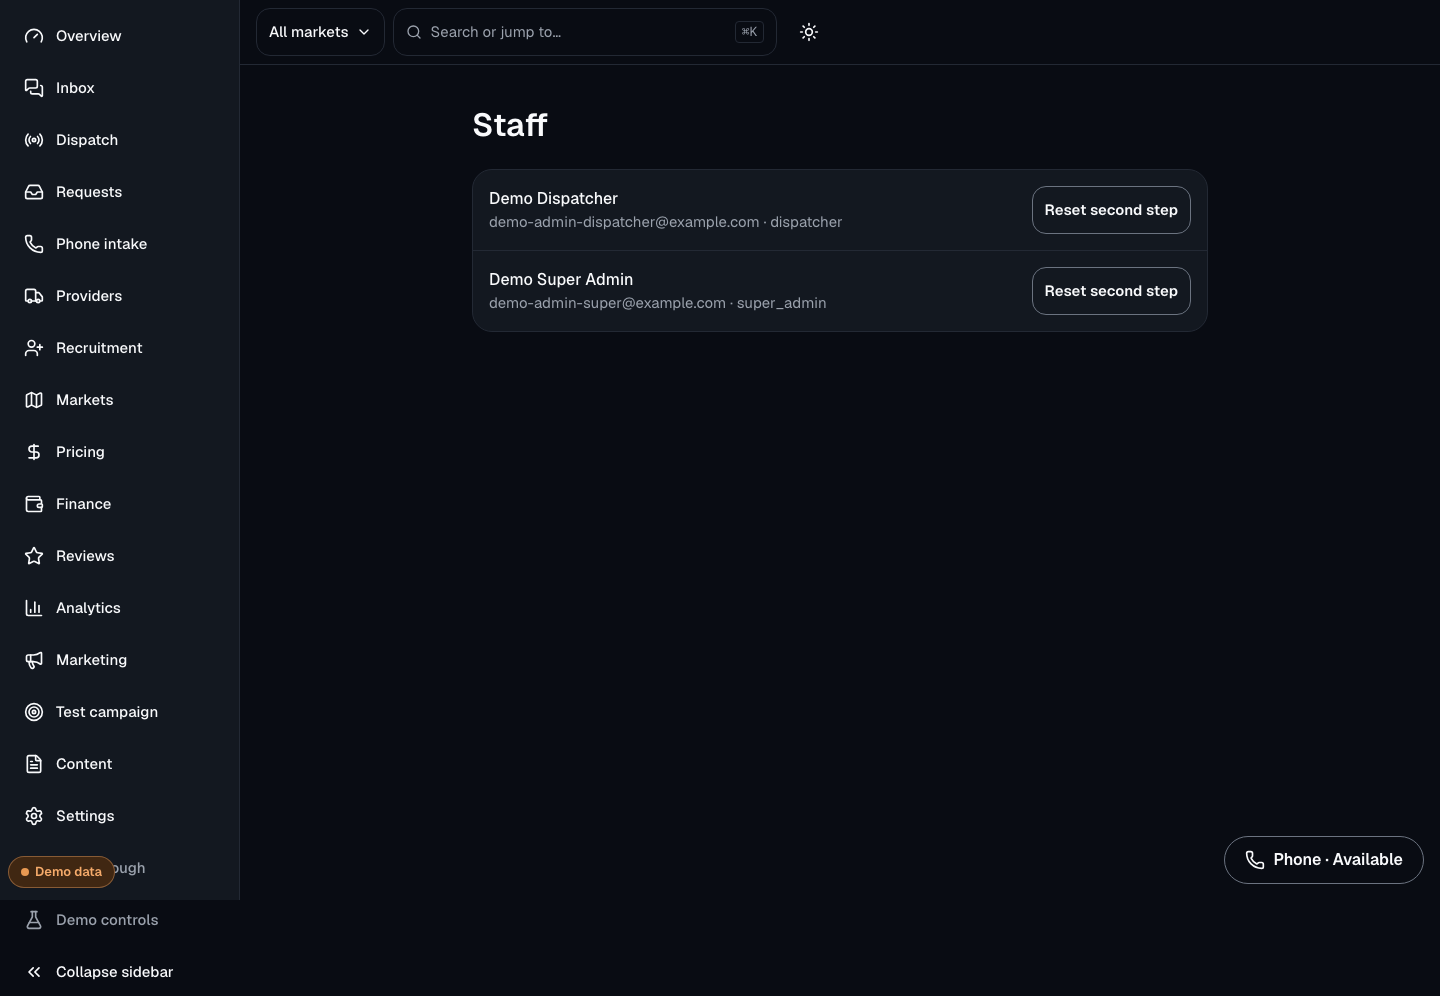 Overview
Inbox
Dispatch
Requests
Phone intake
Providers
Recruitment
Markets
Pricing
Finance
Reviews
Analytics
Marketing
Test campaign
Content
Settings
Demo data
ough
Demo controls
Collapse sidebar
All markets
Search or jump to...
⌘K
Staff
Demo Dispatcher
demo-admin-dispatcher@example.com · dispatcher
Reset second step
Demo Super Admin
demo-admin-super@example.com · super_admin
Reset second step
Phone · Available